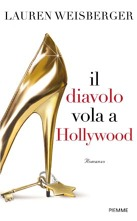 LAUREN WEISBERGER
il
diavolo
vola a
Hollywood
Romanzo
PIEMME